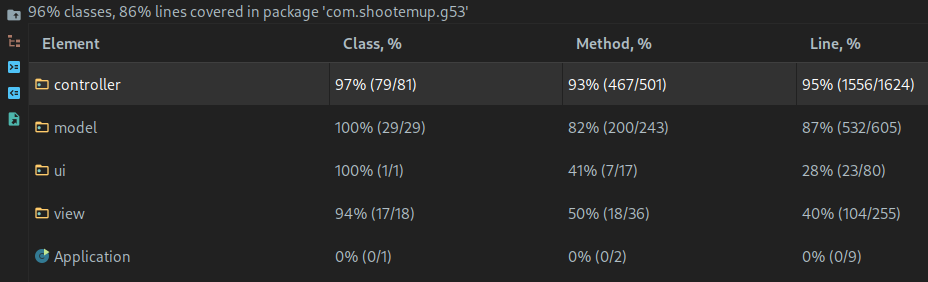 96% classes, 86% lines covered in package 'com.shootemup.g53'
Element Class, % Method, % Line, %
controller 97% (79/81) 93% (467/501) 95% (1556/1624)
model 100% (29/29) 82% (200/243) 87% (532/605)
ui 100% (1/1) 41% (7/17) 28% (23/80)
view 94% (17/18) 50% (18/36) 40% (104/255)
Application 0% (0/1) 0% (0/2) 0% (0/9)